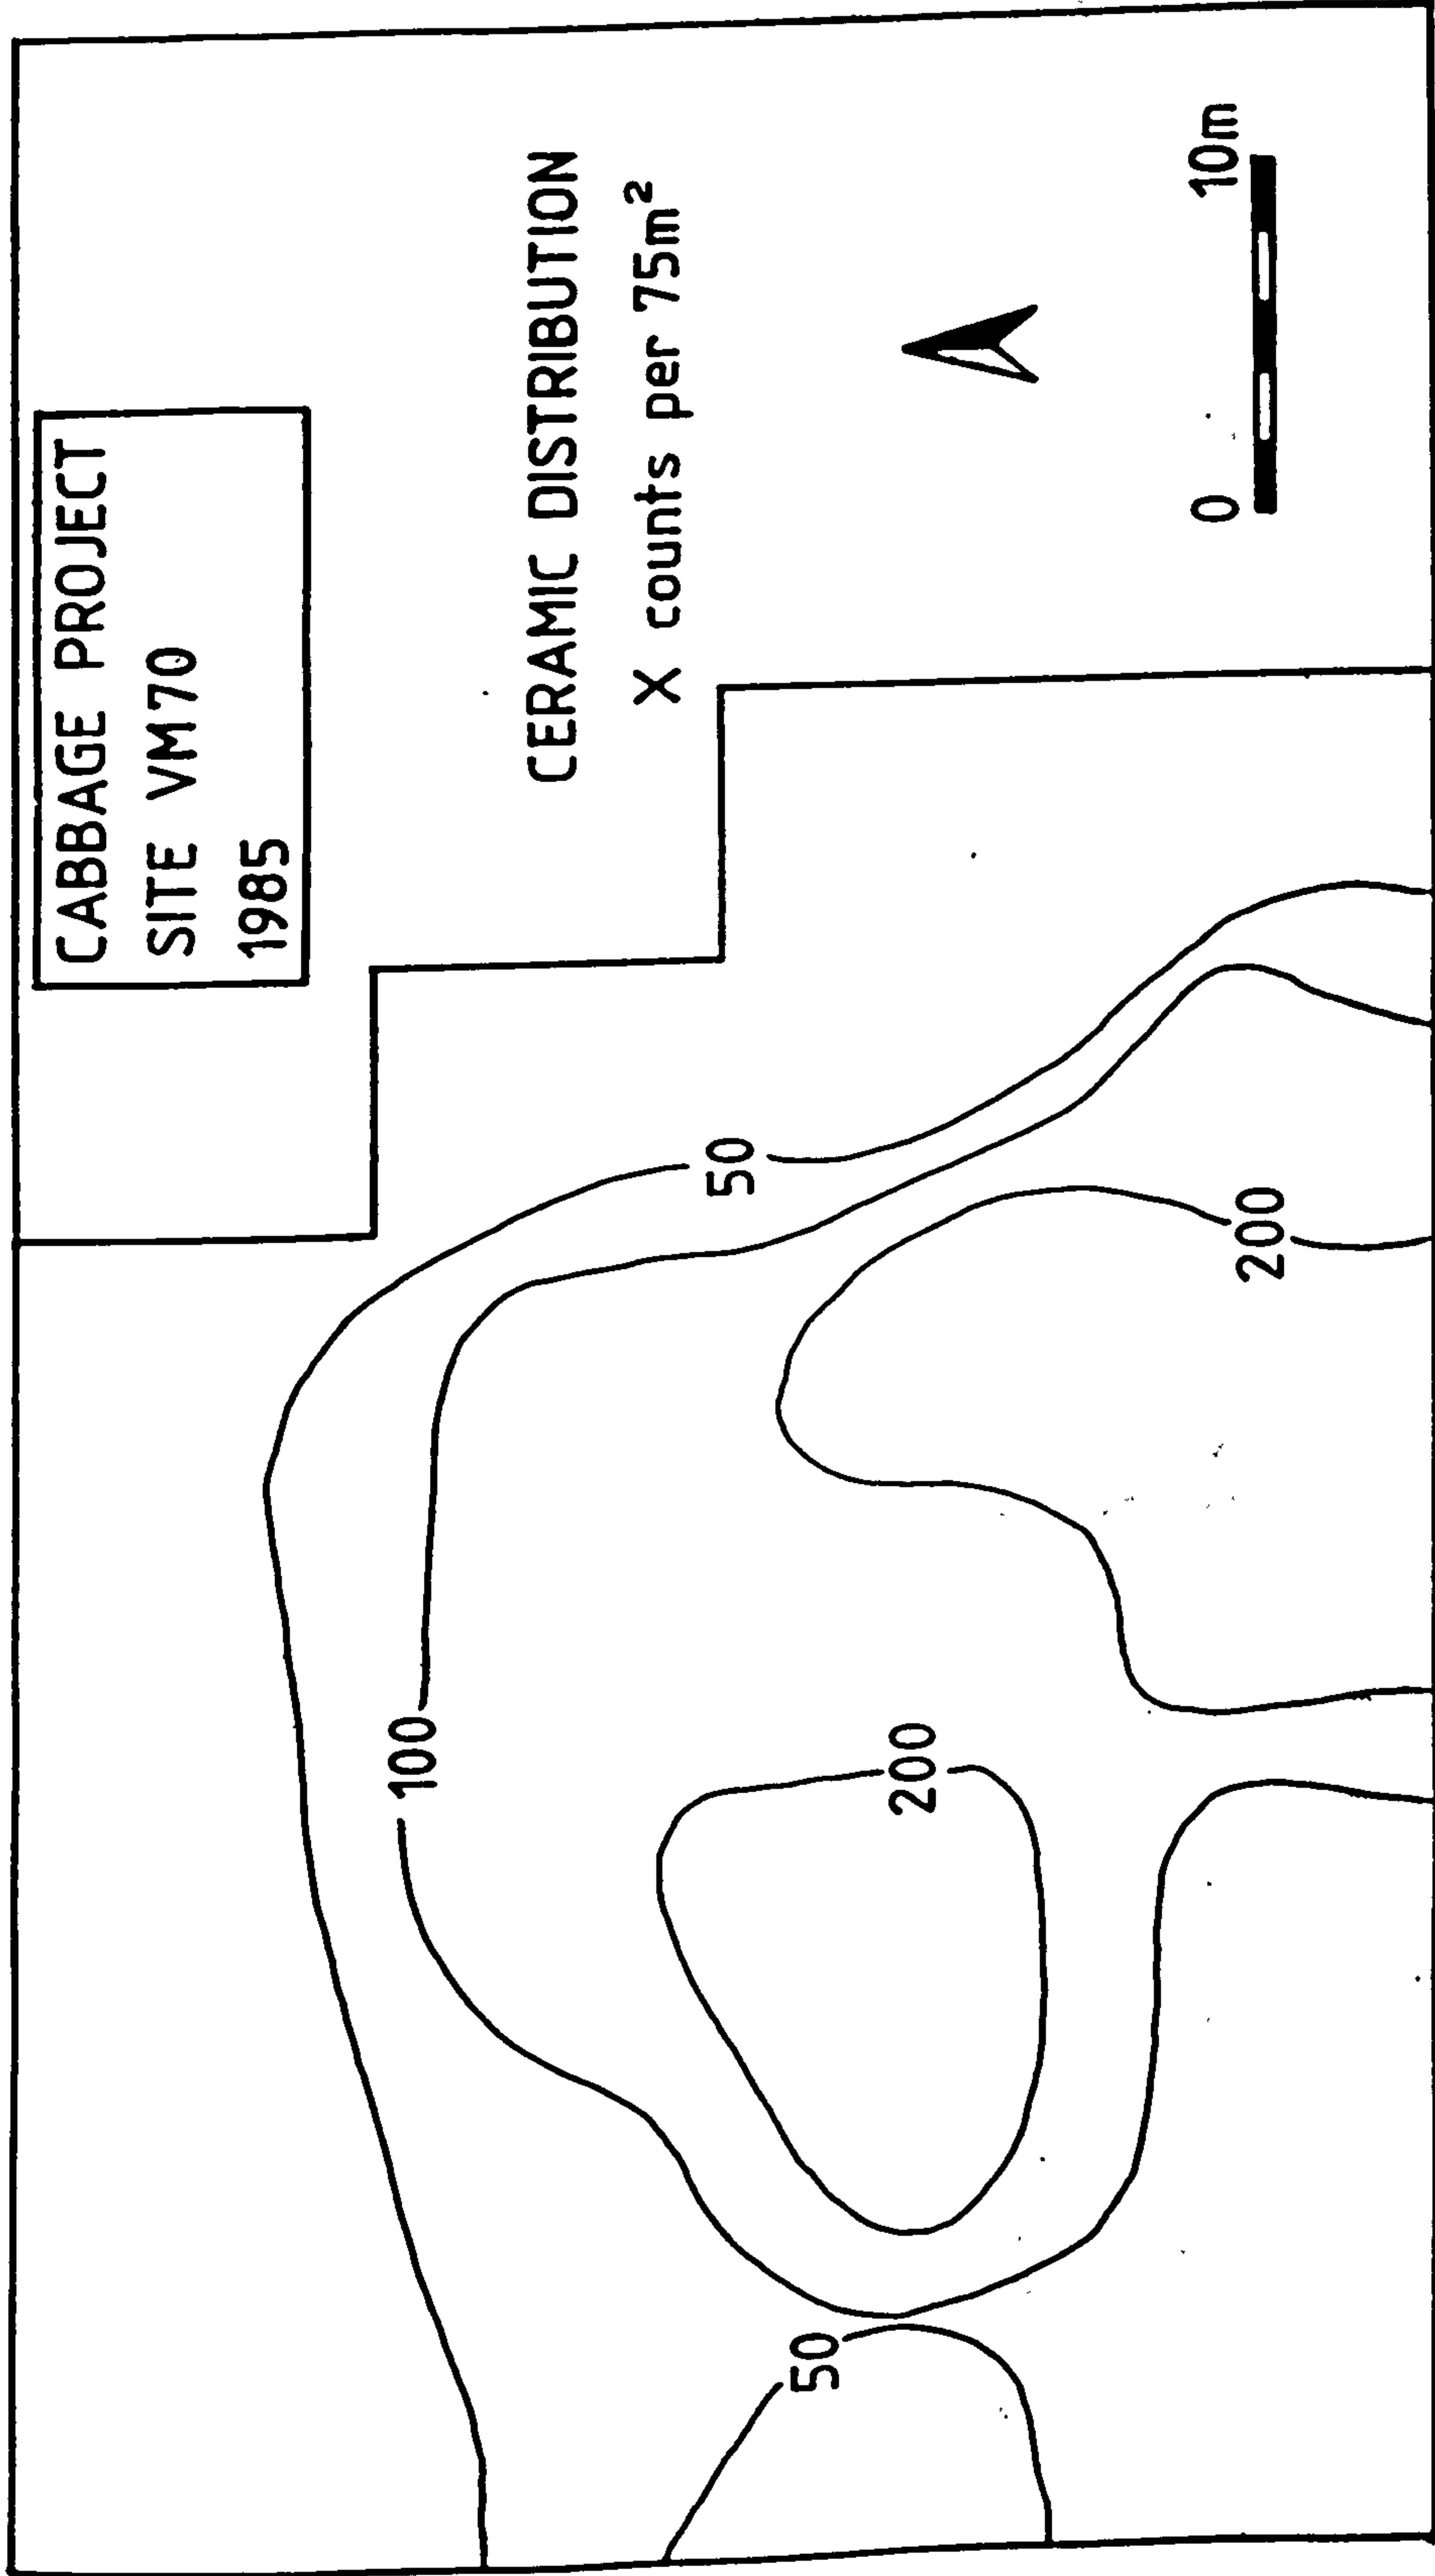 CABBAGE PROJECT
SITE VM70
1985
CERAMIC DISTRIBUTION
X counts per 75m²
50
100
200
200
50
0 10m